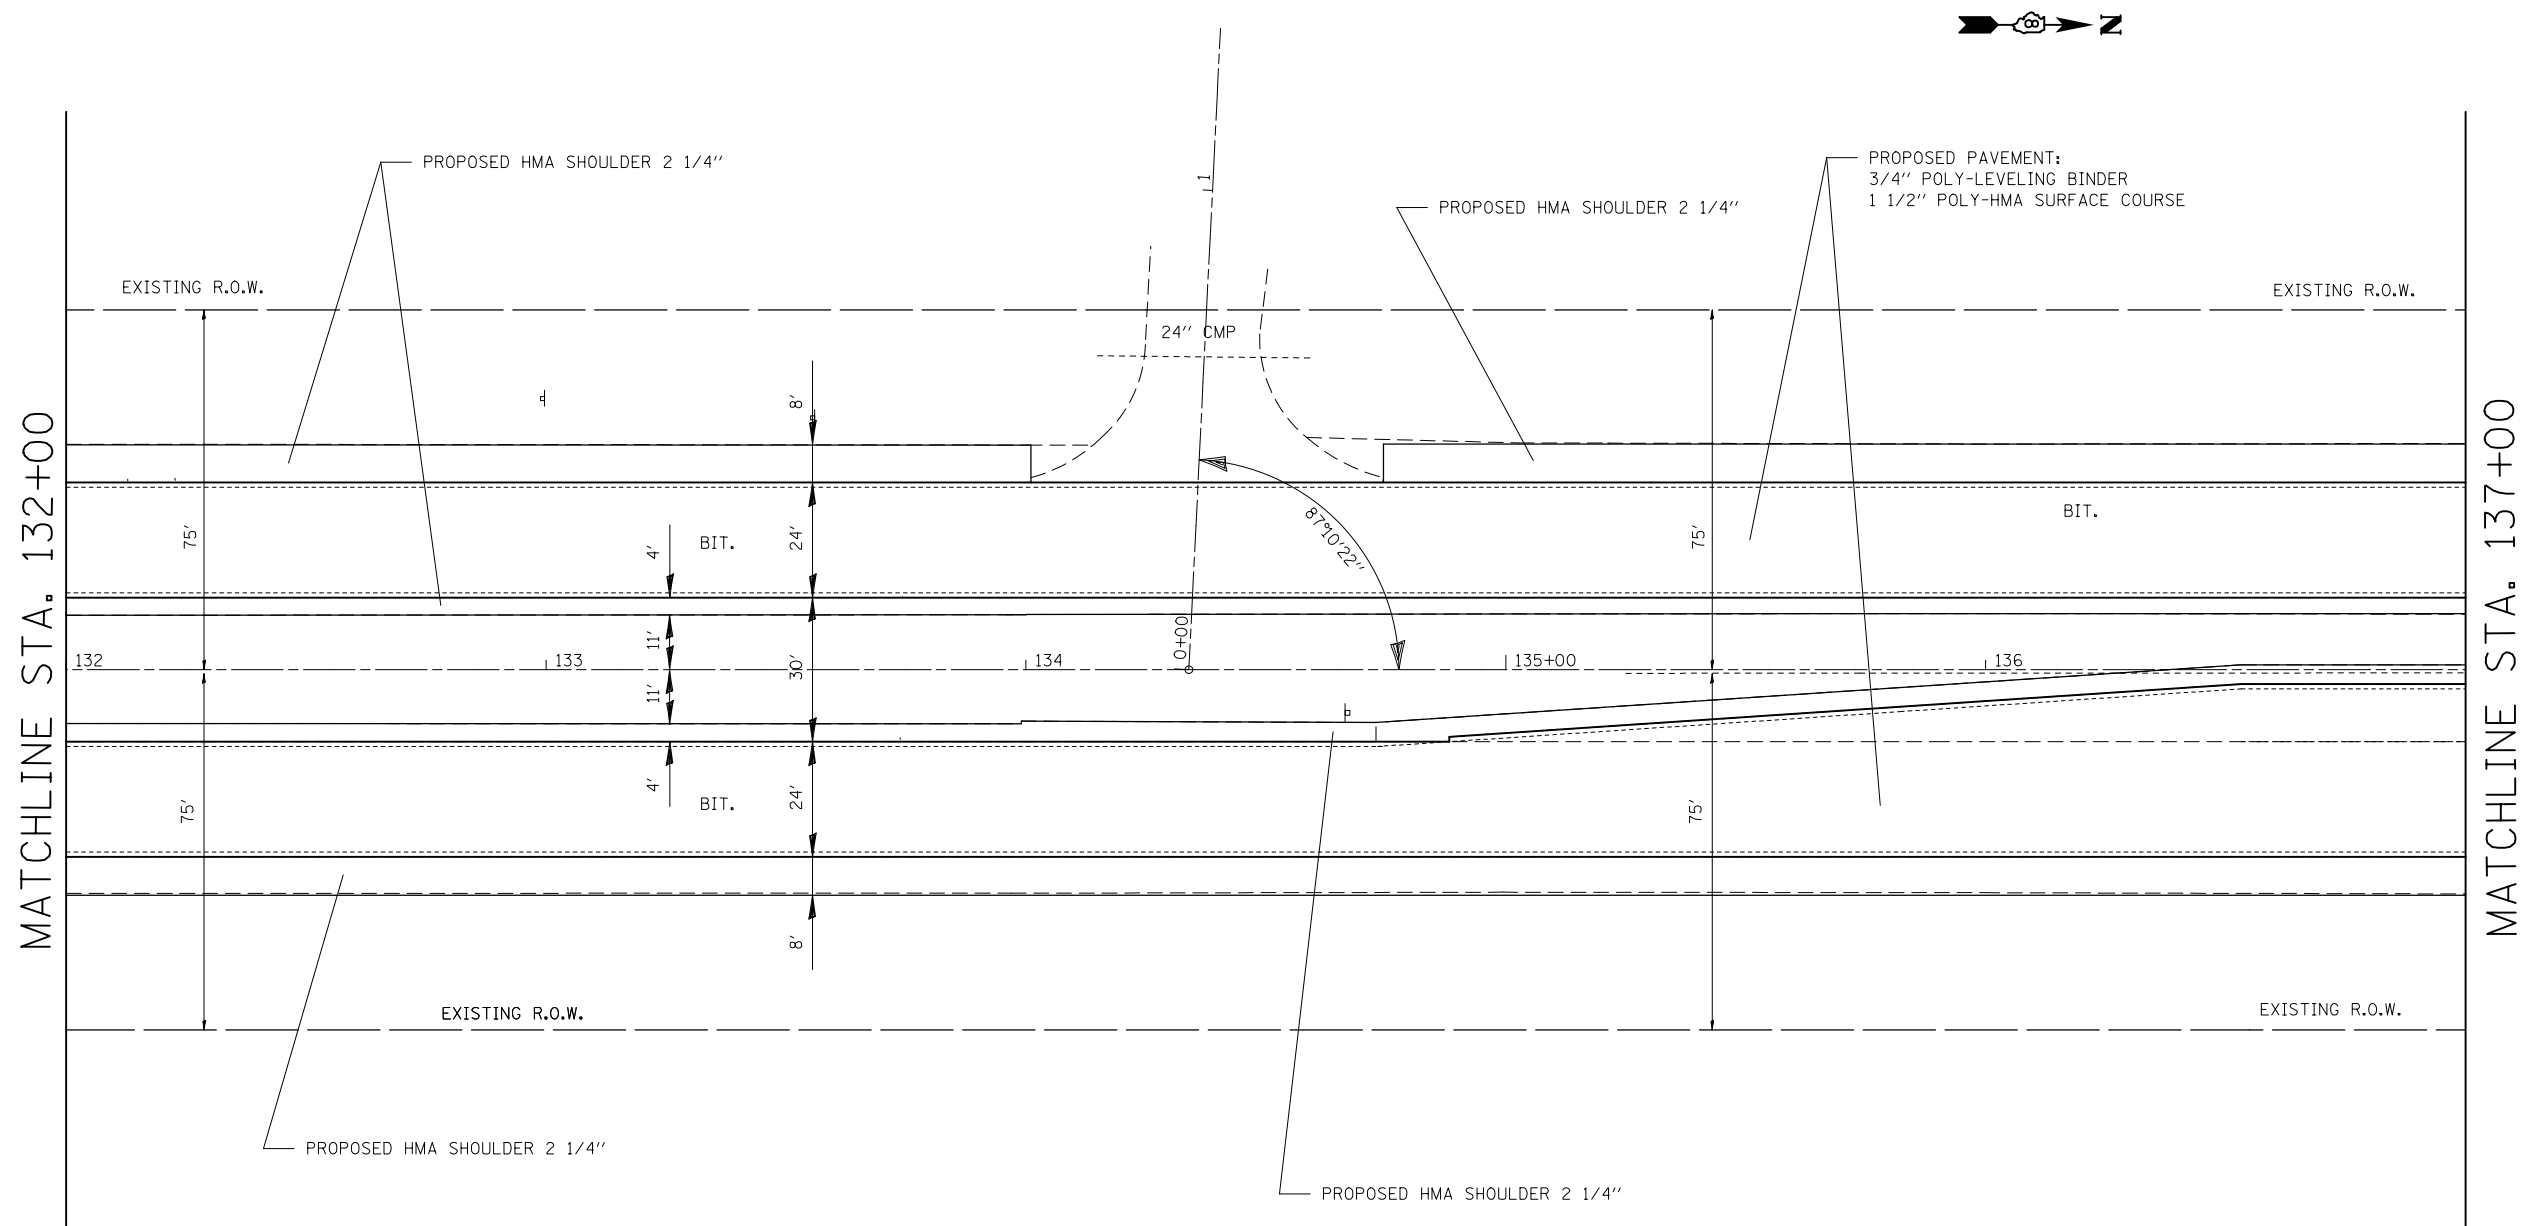 8
N
PROPOSED HMA SHOULDER 2 1/4"
PROPOSED PAVEMENT:
3/4" POLY-LEVELING BINDER
1 1/2" POLY-HMA SURFACE COURSE
1
PROPOSED HMA SHOULDER 2 1/4"
EXISTING R.O.W.
EXISTING R.O.W.
24" CMP
8'
MATCHLINE STA. 132+00
MATCHLINE STA. 137+00
75'
4'
BIT.
24'
87°10'22"
75'
BIT.
11'
30'
0+00
132
133
134
135+00
136
11'
75'
4'
BIT.
24'
75'
8'
EXISTING R.O.W.
EXISTING R.O.W.
PROPOSED HMA SHOULDER 2 1/4"
PROPOSED HMA SHOULDER 2 1/4"